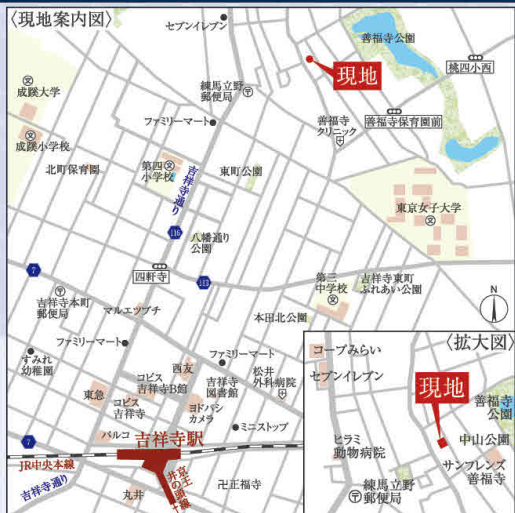 〈現地案内図〉
セブンイレブン
善福寺公園
桃四小西
現地
成蹊大学
練馬立野
郵便局
善福寺保育園前
ファミリーマート
善福寺
クリニック
成蹊小学校
北町保育園
第四
小学校
東町公園
吉祥寺通り
東京女子大学
116
八幡通り
公園
7
四軒寺
113
第三
中学校
吉祥寺東町
ふれあい公園
N
吉祥寺本町
郵便局
マルエツプチ
本田北公園
ファミリーマート
すみれ
幼稚園
西友
ファミリーマート
コピス
吉祥寺B館
吉祥寺
図書館
松井
外科病院
東急
コピス
吉祥寺
ヨドバシ
カメラ
パルコ
ミニストップ
7
吉祥寺駅
JR中央本線
吉祥寺通り
丸井
京王
井の頭線
卍正福寺
〈拡大図〉
コープみらい
セブンイレブン
現地
善福寺
公園
ヒラミ
動物病院
中山公園
サンフレンズ
善福寺
練馬立野
郵便局